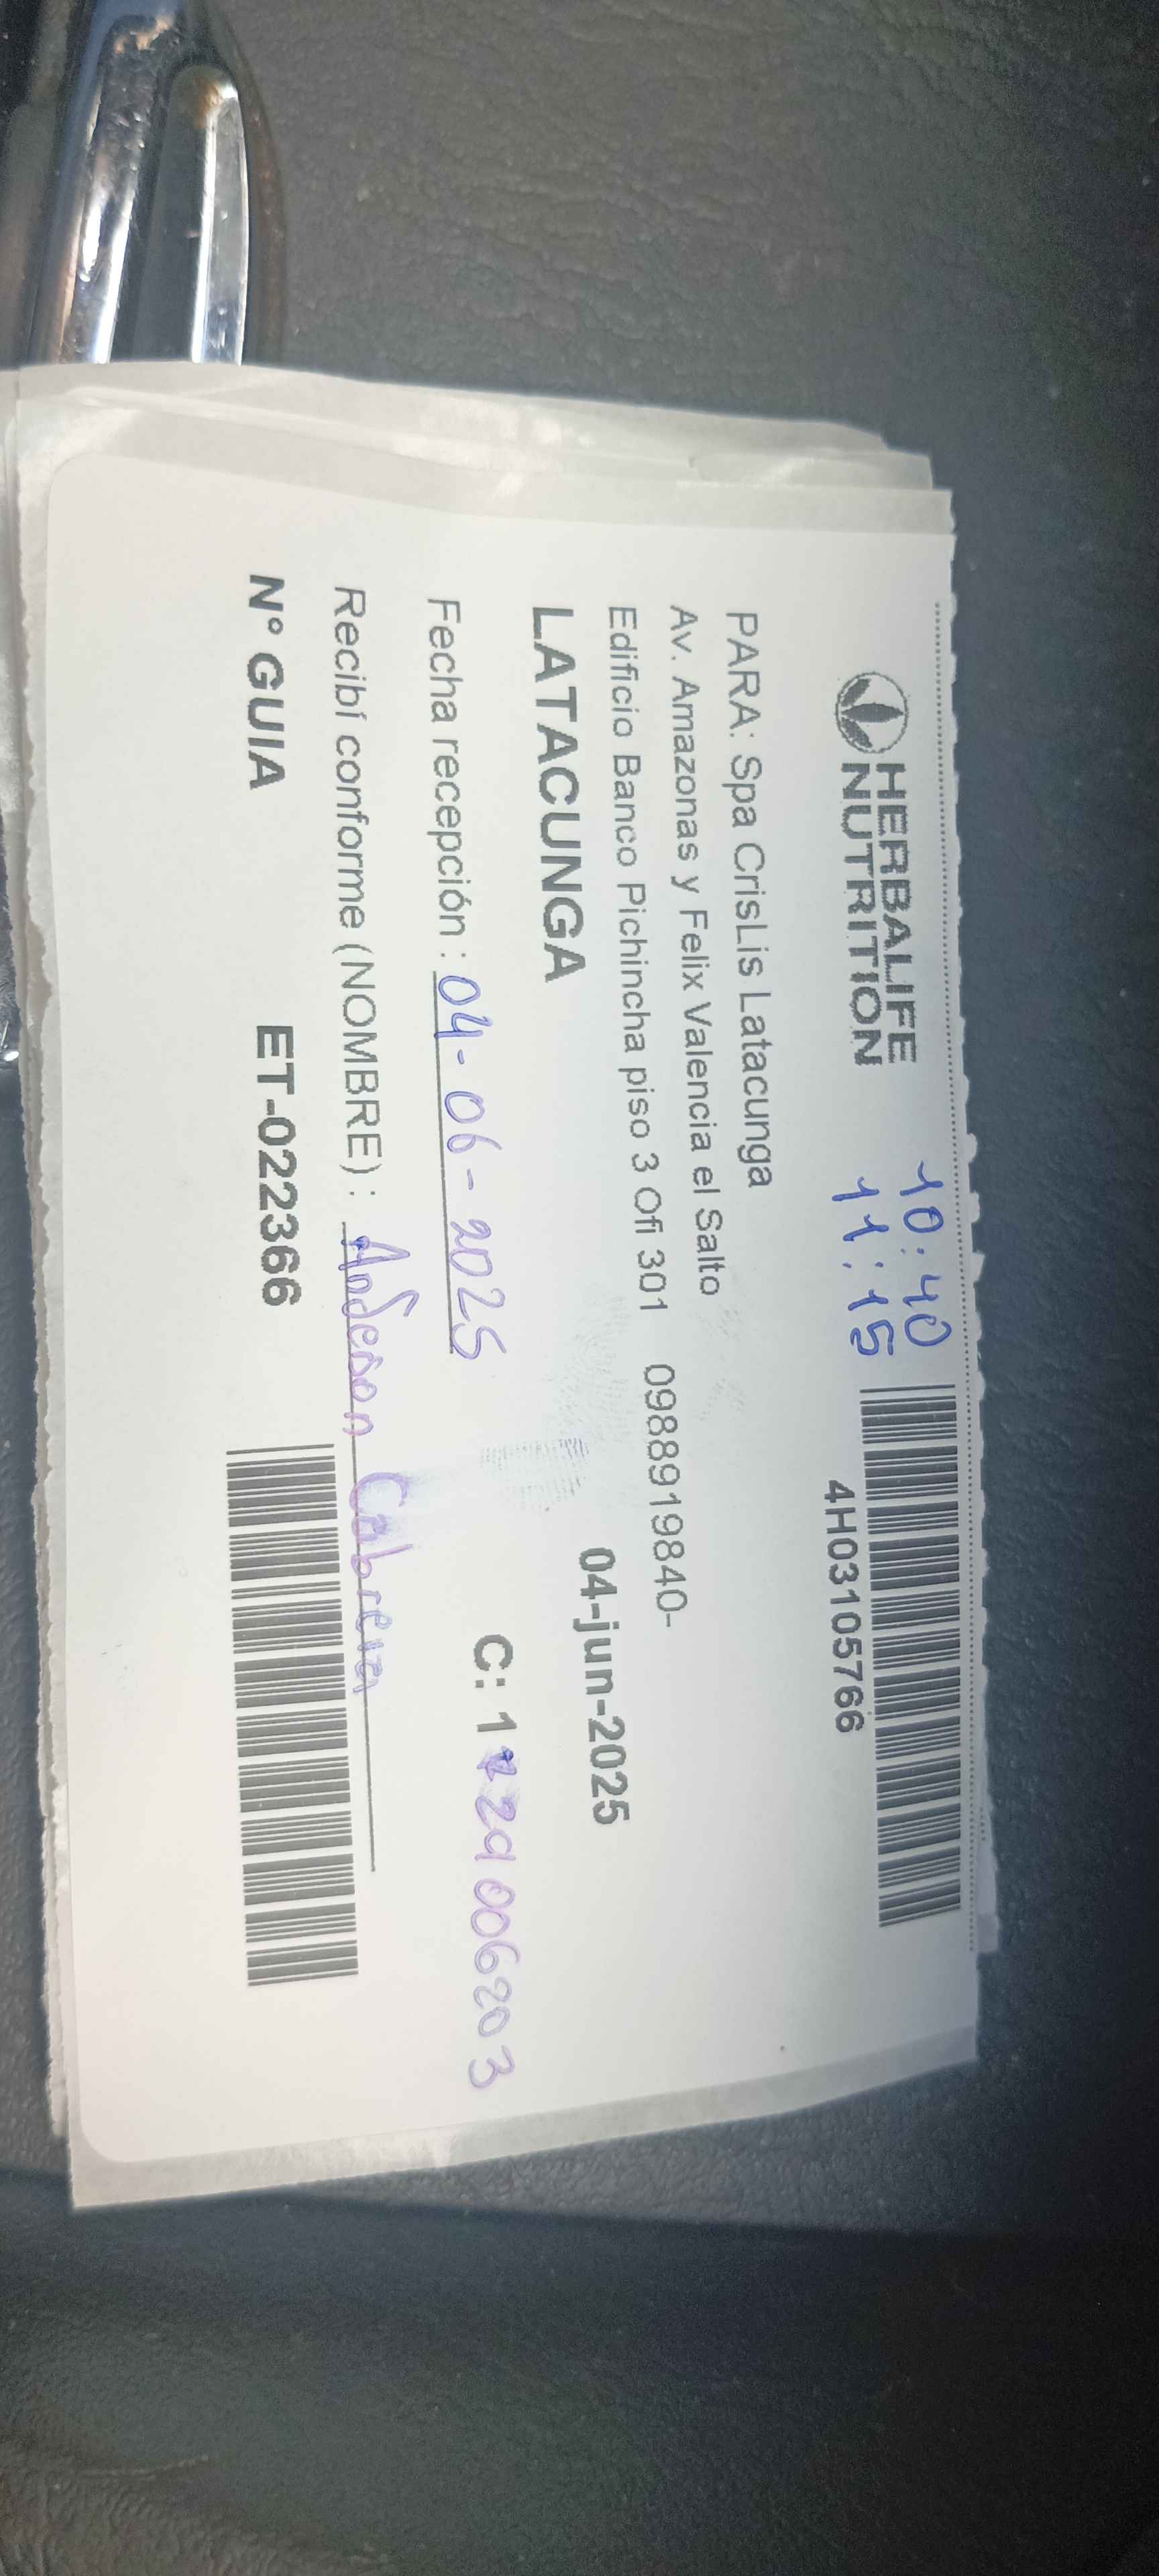 HERBALIFE
NUTRITION
10:40
11:15
4H03105766
PARA: Spa CrisLis Latacunga
Av. Amazonas y Felix Valencia el Salto
Edificio Banco Pichincha piso 3 Ofi 301 0988919840-
LATACUNGA 04-jun-2025
Fecha recepción : 04-06-2025 C: 1
Recibí conforme (NOMBRE) : Anderson Cabrera
N° GUIA ET-022366